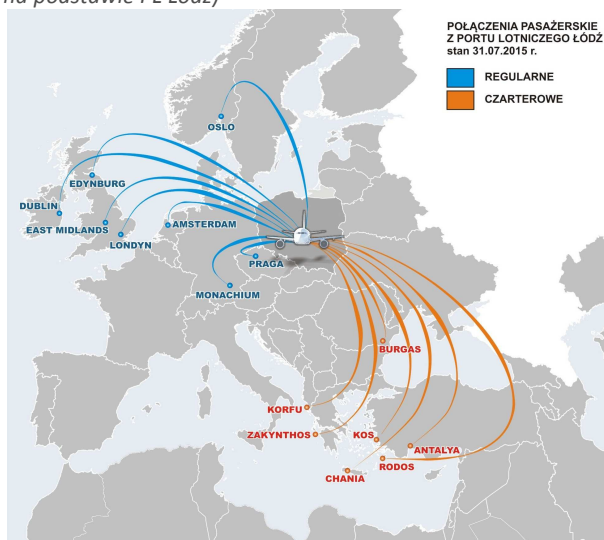 na podstawie PL Łódź)
POŁĄCZENIA PASAŻERSKIE
Z PORTU LOTNICZEGO ŁÓDŹ
stan 31.07.2015 r.
REGULARNE
CZARTEROWE
OSLO
EDYNBURG
DUBLIN
EAST MIDLANDS
AMSTERDAM
LONDYN
PRAGA
MONACHIUM
BURGAS
KORFU
ZAKYNTHOS
KOS
ANTALYA
RODOS
CHANIA